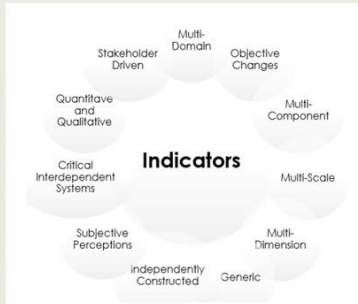 Multi-
Domain
Objective
Changes
Multi-
Component
Multi-Scale
Multi-
Dimension
Generic
independently
Constructed
Subjective
Perceptions
Critical
Interdependent
Systems
Quantitave
and
Qualitative
Stakeholder
Driven
Indicators